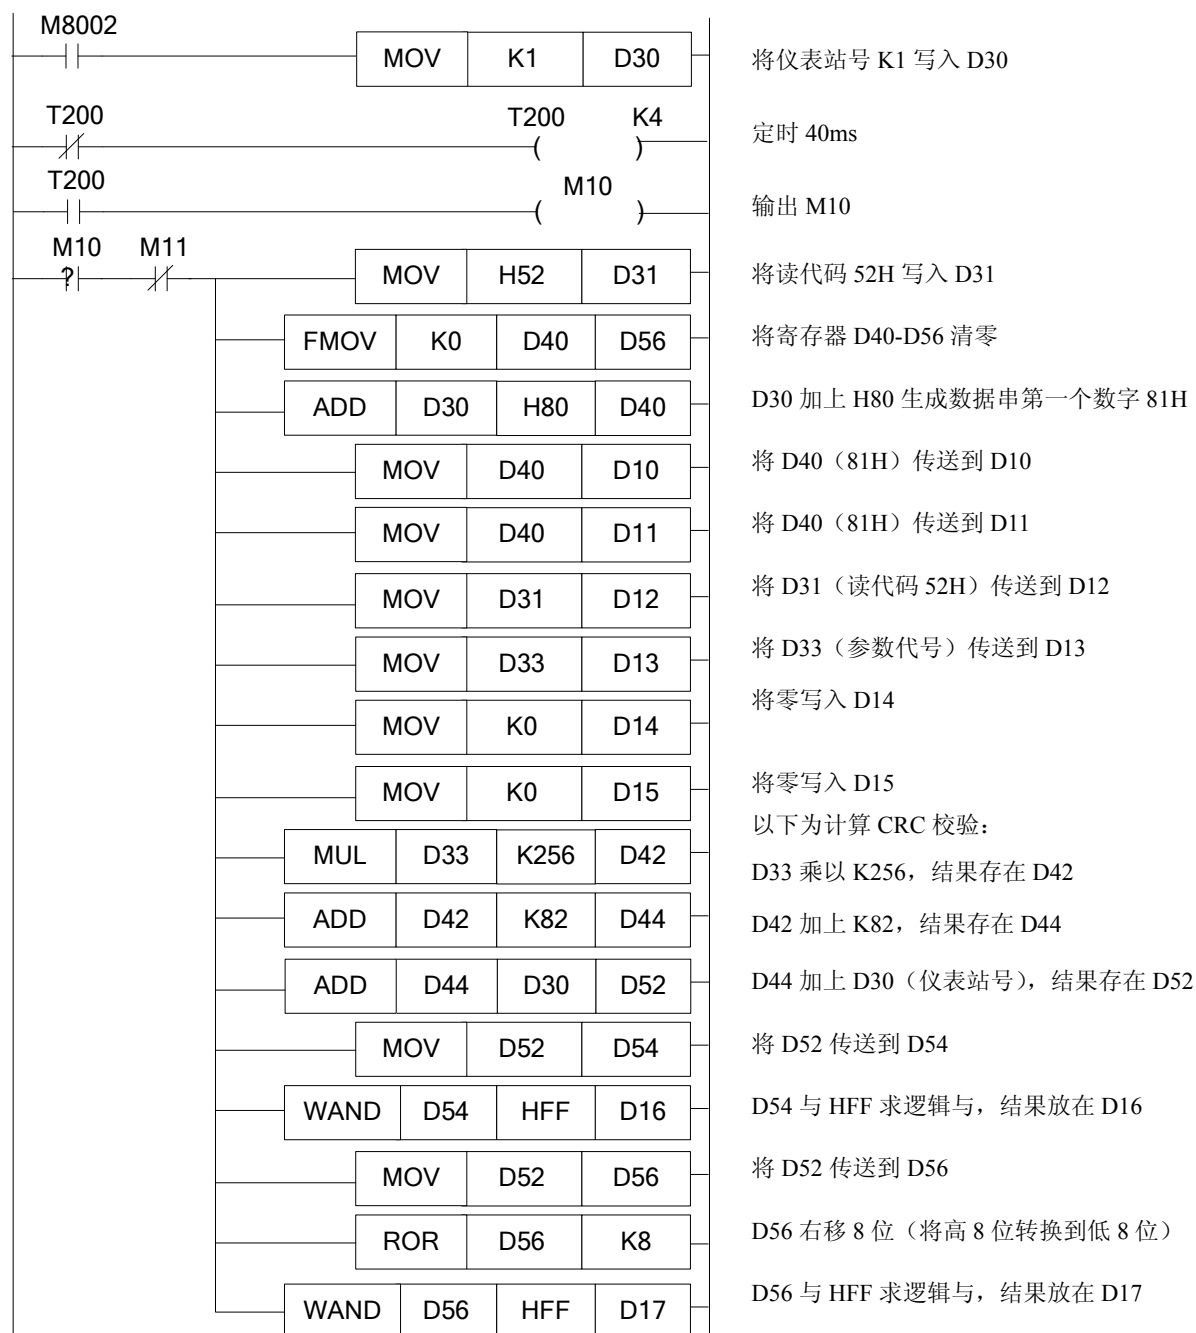 M8002
MOV K1 D30 将仪表站号 K1 写入 D30
T200 T200 K4 定时 40ms
T200 M10 输出 M10
M10 M11
? MOV H52 D31 将读代码 52H 写入 D31
FMOV K0 D40 D56 将寄存器 D40-D56 清零
ADD D30 H80 D40 D30 加上 H80 生成数据串第一个数字 81H
MOV D40 D10 将 D40（81H）传送到 D10
MOV D40 D11 将 D40（81H）传送到 D11
MOV D31 D12 将 D31（读代码 52H）传送到 D12
MOV D33 D13 将 D33（参数代号）传送到 D13
MOV K0 D14 将零写入 D14
MOV K0 D15 将零写入 D15
以下为计算 CRC 校验：
MUL D33 K256 D42 D33 乘以 K256，结果存在 D42
ADD D42 K82 D44 D42 加上 K82，结果存在 D44
ADD D44 D30 D52 D44 加上 D30（仪表站号），结果存在 D52
MOV D52 D54 将 D52 传送到 D54
WAND D54 HFF D16 D54 与 HFF 求逻辑与，结果放在 D16
MOV D52 D56 将 D52 传送到 D56
ROR D56 K8 D56 右移 8 位（将高 8 位转换到低 8 位）
WAND D56 HFF D17 D56 与 HFF 求逻辑与，结果放在 D17